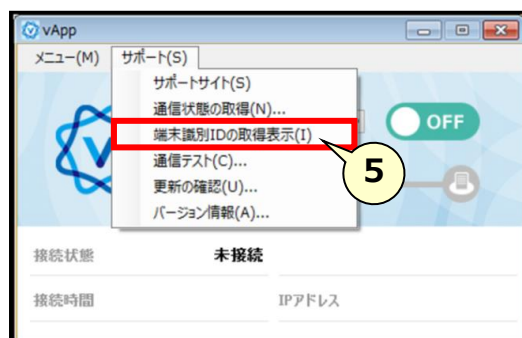 vApp
メニュー(M) サポート(S)
サポートサイト(S)
通信状態の取得(N)...
端末識別IDの取得表示(I)
通信テスト(C)...
更新の確認(U)...
バージョン情報(A)...
OFF
5
接続状態 未接続
接続時間 IPアドレス